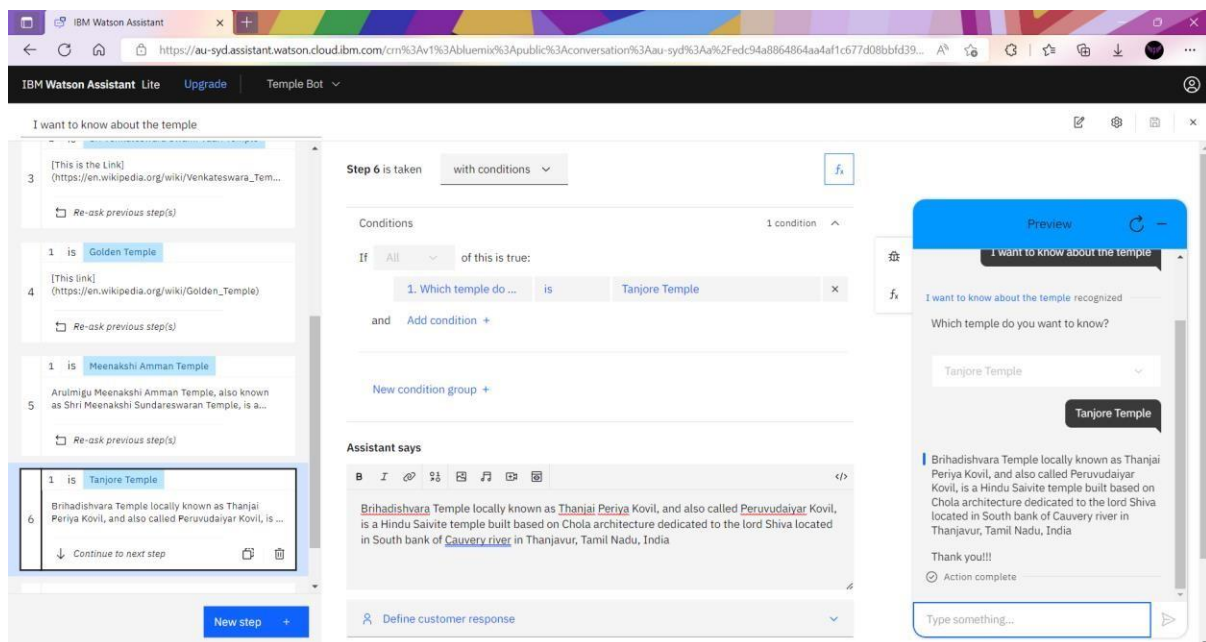 IBM Watson Assistant
https://au-syd.assistant.watson.cloud.ibm.com/crn%3Av1%3Abluemix%3Apublic%3Aconversation%3Aau-syd%3Aa%2Fedc94a8864864aa4af1c677d08bbfd39...
IBM Watson Assistant Lite Upgrade Temple Bot
I want to know about the temple
3
[This is the Link]
(https://en.wikipedia.org/wiki/Venkateswara_Tem...
Re-ask previous step(s)
1 is Golden Temple
4
[This link]
(https://en.wikipedia.org/wiki/Golden_Temple)
Re-ask previous step(s)
1 is Meenakshi Amman Temple
5
Arulmigu Meenakshi Amman Temple, also known
as Shri Meenakshi Sundareswaran Temple, is a...
Re-ask previous step(s)
1 is Tanjore Temple
6
Brihadishvara Temple locally known as Thanjai
Periya Kovil, and also called Peruvudaiyar Kovil, is ...
Continue to next step
New step +
Step 6 is taken with conditions
fx
Conditions 1 condition
If All of this is true:
1. Which temple do ... is Tanjore Temple ×
and Add condition +
New condition group +
Assistant says
B I </>
Brihadishvara Temple locally known as Thanjai Periya Kovil, and also called Peruvudaiyar Kovil,
is a Hindu Saivite temple built based on Chola architecture dedicated to the lord Shiva located
in South bank of Cauvery river in Thanjavur, Tamil Nadu, India
Define customer response
fx
Preview
I want to know about the temple
I want to know about the temple recognized
Which temple do you want to know?
Tanjore Temple
Tanjore Temple
Brihadishvara Temple locally known as Thanjai
Periya Kovil, and also called Peruvudaiyar
Kovil, is a Hindu Saivite temple built based on
Chola architecture dedicated to the lord Shiva
located in South bank of Cauvery river in
Thanjavur, Tamil Nadu, India
Thank you!!!
Action complete
Type something...